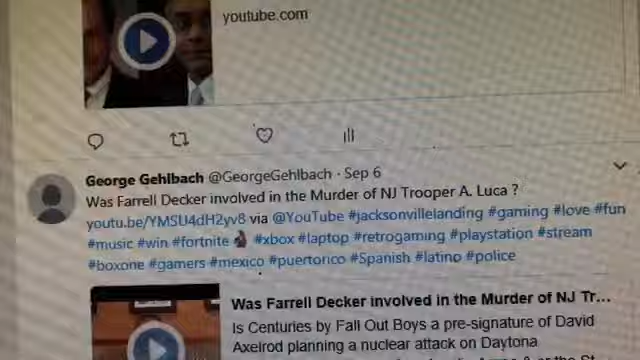 youtube.com
George Gehlbach @GeorgeGehlbach · Sep 6
Was Farrell Decker involved in the Murder of NJ Trooper A. Luca ?
youtu.be/YMSU4dH2yv8 via @YouTube #jacksonvillelanding #gaming #love #fun
#music #win #fortnite #xbox #laptop #retrogaming #playstation #stream
#boxone #gamers #mexico #puertorico #Spanish #latino #police
Was Farrell Decker involved in the Murder of NJ Tr...
Is Centuries by Fall Out Boys a pre-signature of David
Axelrod planning a nuclear attack on Daytona